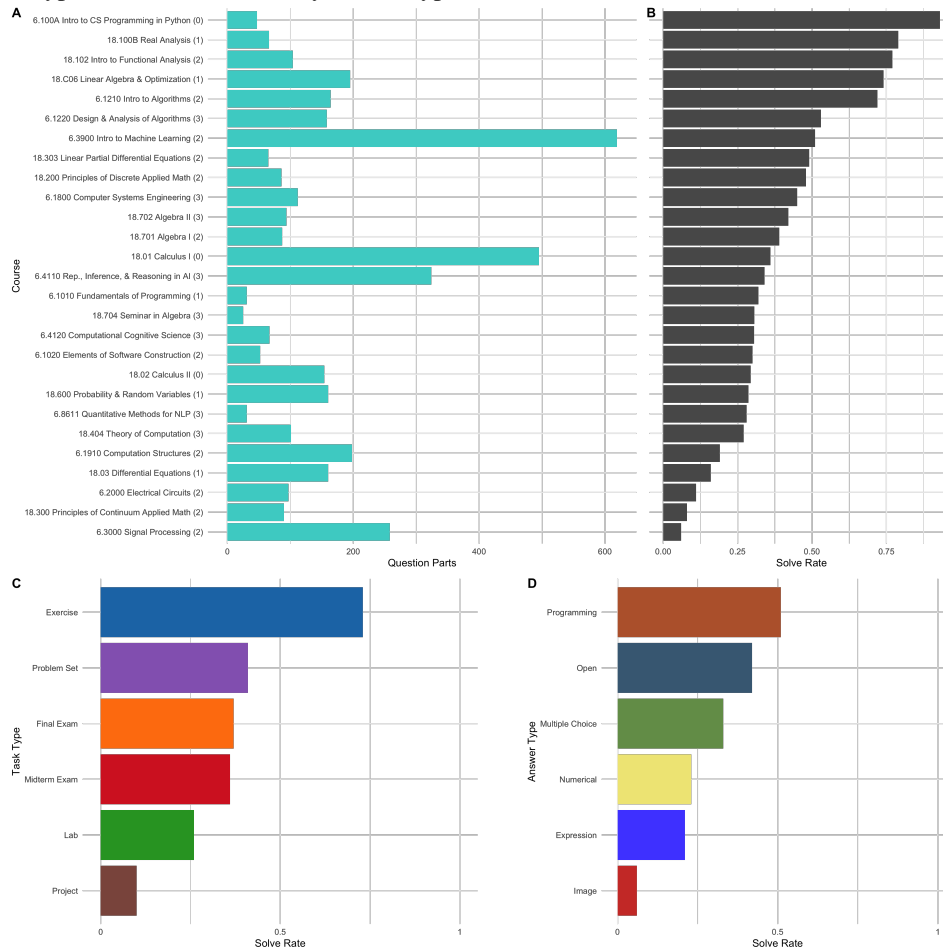 A
B
6.100A Intro to CS Programming in Python (0)
18.100B Real Analysis (1)
18.102 Intro to Functional Analysis (2)
18.C06 Linear Algebra & Optimization (1)
6.1210 Intro to Algorithms (2)
6.1220 Design & Analysis of Algorithms (3)
6.3900 Intro to Machine Learning (2)
18.303 Linear Partial Differential Equations (2)
18.200 Principles of Discrete Applied Math (2)
6.1800 Computer Systems Engineering (3)
18.702 Algebra II (3)
18.701 Algebra I (2)
18.01 Calculus I (0)
6.4110 Rep., Inference, & Reasoning in AI (3)
6.1010 Fundamentals of Programming (1)
18.704 Seminar in Algebra (3)
6.4120 Computational Cognitive Science (3)
6.1020 Elements of Software Construction (2)
18.02 Calculus II (0)
18.600 Probability & Random Variables (1)
6.8611 Quantitative Methods for NLP (3)
18.404 Theory of Computation (3)
6.1910 Computation Structures (2)
18.03 Differential Equations (1)
6.2000 Electrical Circuits (2)
18.300 Principles of Continuum Applied Math (2)
6.3000 Signal Processing (2)
Course
0 200 400 600
Question Parts
0.00 0.25 0.50 0.75
Solve Rate
C
Exercise
Problem Set
Final Exam
Midterm Exam
Lab
Project
Task Type
0 0.5 1
Solve Rate
D
Programming
Open
Multiple Choice
Numerical
Expression
Image
Answer Type
0 0.5 1
Solve Rate